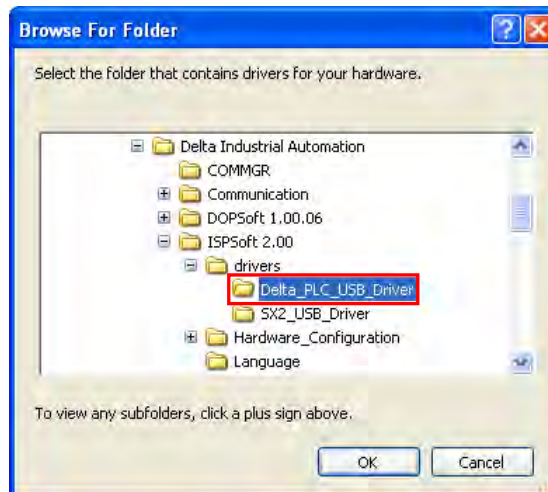 Browse For Folder
Select the folder that contains drivers for your hardware.
Delta Industrial Automation
COMMGR
Communication
DOPSoft 1.00.06
ISPSoft 2.00
drivers
Delta_PLC_USB_Driver
SX2_USB_Driver
Hardware_Configuration
Language
To view any subfolders, click a plus sign above.
OK Cancel